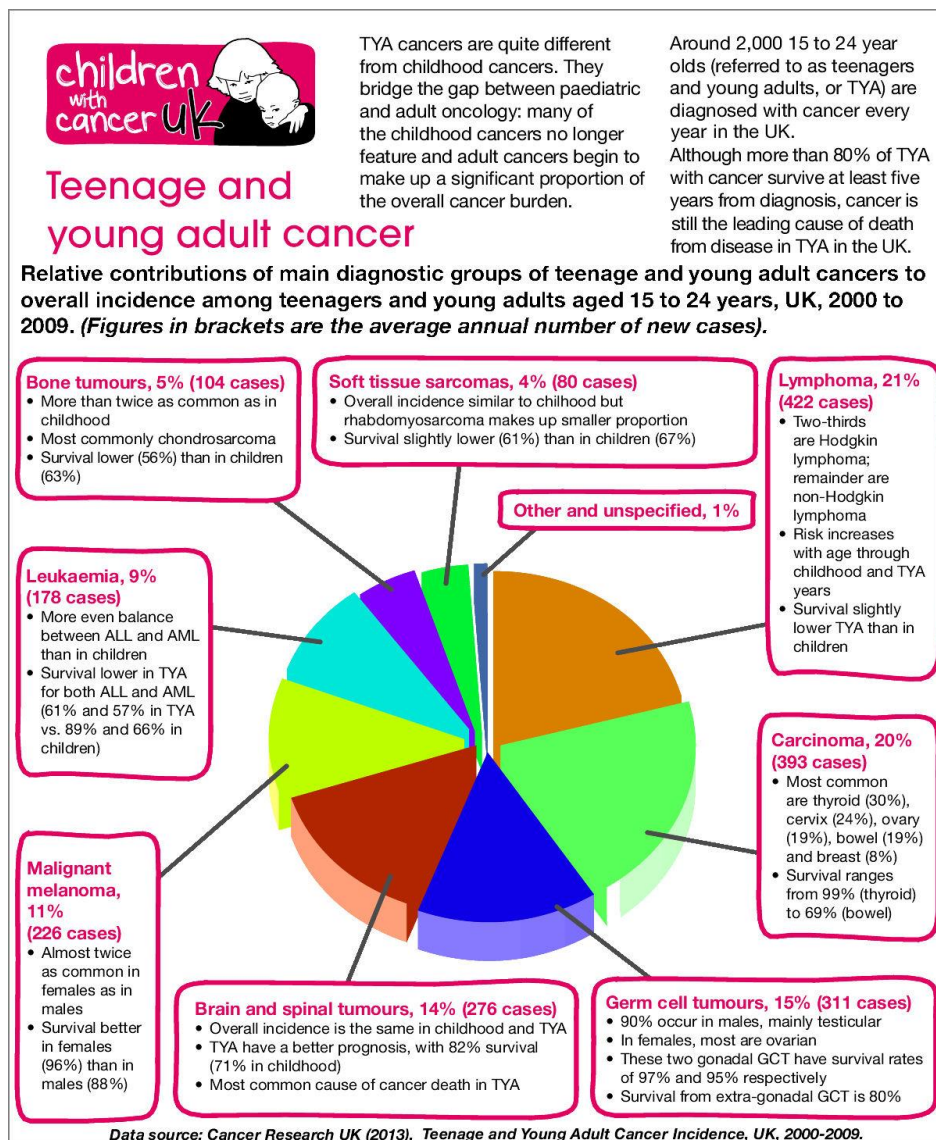 children
with
cancer uk
Teenage and
young adult cancer
TYA cancers are quite different
from childhood cancers. They
bridge the gap between paediatric
and adult oncology: many of
the childhood cancers no longer
feature and adult cancers begin to
make up a significant proportion of
the overall cancer burden.
Around 2,000 15 to 24 year
olds (referred to as teenagers
and young adults, or TYA) are
diagnosed with cancer every
year in the UK.
Although more than 80% of TYA
with cancer survive at least five
years from diagnosis, cancer is
still the leading cause of death
from disease in TYA in the UK.
Relative contributions of main diagnostic groups of teenage and young adult cancers to
overall incidence among teenagers and young adults aged 15 to 24 years, UK, 2000 to
2009. (Figures in brackets are the average annual number of new cases).
Bone tumours, 5% (104 cases)
• More than twice as common as in
childhood
• Most commonly chondrosarcoma
• Survival lower (56%) than in children
(63%)
Soft tissue sarcomas, 4% (80 cases)
• Overall incidence similar to chilhood but
rhabdomyosarcoma makes up smaller proportion
• Survival slightly lower (61%) than in children (67%)
Other and unspecified, 1%
Lymphoma, 21%
(422 cases)
• Two-thirds
are Hodgkin
lymphoma;
remainder are
non-Hodgkin
lymphoma
• Risk increases
with age through
childhood and TYA
years
• Survival slightly
lower TYA than in
children
Leukaemia, 9%
(178 cases)
• More even balance
between ALL and AML
than in children
• Survival lower in TYA
for both ALL and AML
(61% and 57% in TYA
vs. 89% and 66% in
children)
Carcinoma, 20%
(393 cases)
• Most common
are thyroid (30%),
cervix (24%), ovary
(19%), bowel (19%)
and breast (8%)
• Survival ranges
from 99% (thyroid)
to 69% (bowel)
Malignant
melanoma,
11%
(226 cases)
• Almost twice
as common in
females as in
males
• Survival better
in females
(96%) than in
males (88%)
Brain and spinal tumours, 14% (276 cases)
• Overall incidence is the same in childhood and TYA
• TYA have a better prognosis, with 82% survival
(71% in childhood)
• Most common cause of cancer death in TYA
Germ cell tumours, 15% (311 cases)
• 90% occur in males, mainly testicular
• In females, most are ovarian
• These two gonadal GCT have survival rates
of 97% and 95% respectively
• Survival from extra-gonadal GCT is 80%
Data source: Cancer Research UK (2013). Teenage and Young Adult Cancer Incidence, UK, 2000-2009.